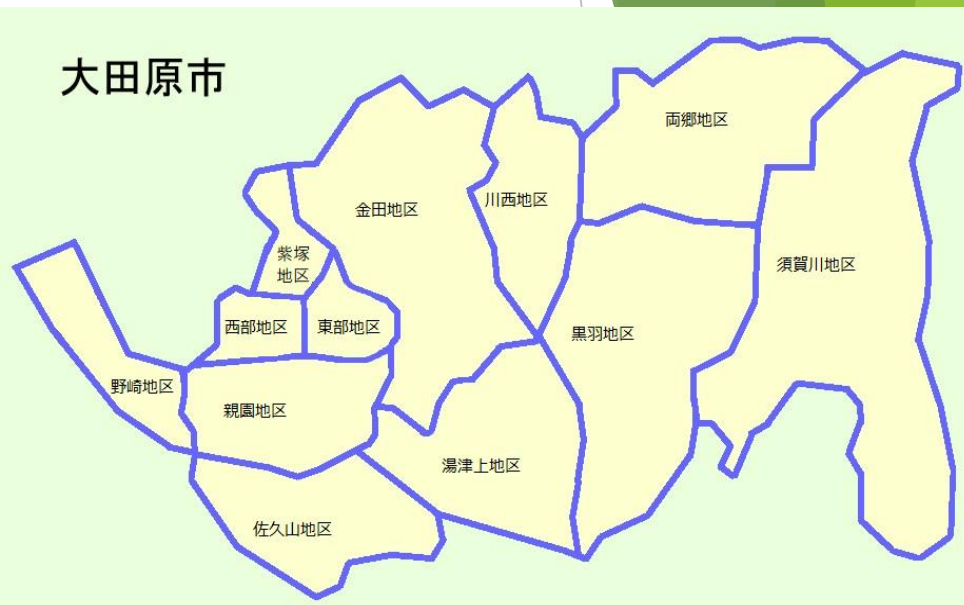 大田原市
両郷地区
金田地区
川西地区
紫塚
地区
須賀川地区
西部地区
東部地区
黒羽地区
野崎地区
親園地区
湯津上地区
佐久山地区